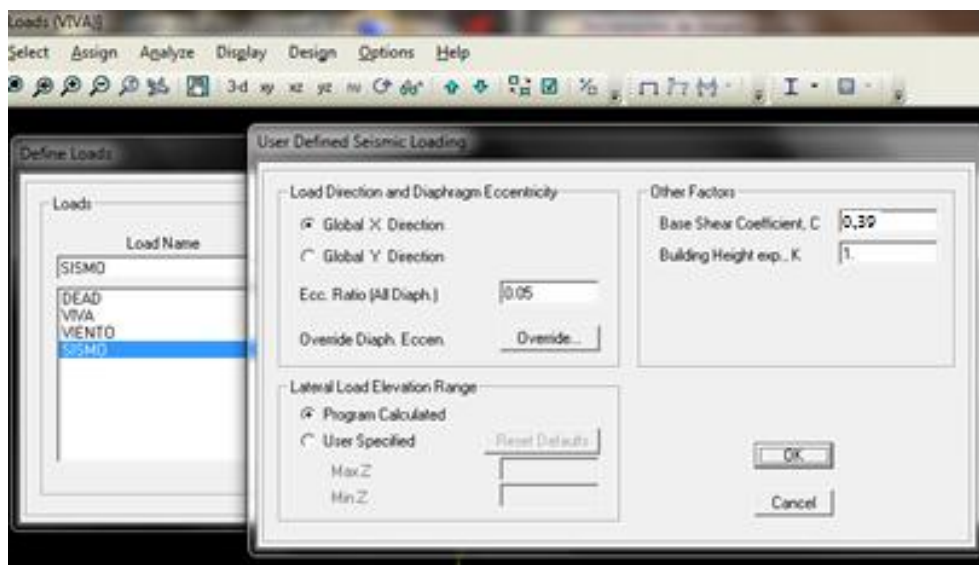 Loads (VIVA)]
Select Assign Analyze Display Design Options Help
3-d xy xz yz nv
Define Loads
Loads
Load Name
SISMO
DEAD
VIVA
VIENTO
SISMO
User Defined Seismic Loading
Load Direction and Diaphragm Eccentricity
Global X Direction
Global Y Direction
Ecc. Ratio (All Diaph.) 0.05
Override Diaph. Eccen. Override...
Lateral Load Elevation Range
Program Calculated
User Specified Reset Defaults
Max Z
Min Z
Other Factors
Base Shear Coefficient, C 0,39
Building Height exp., K 1.
OK
Cancel